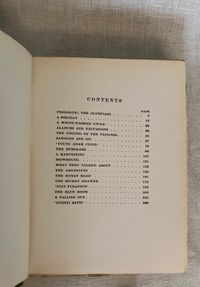 CONTENTS
PAGE
PROLOGUE: THE OLYMPIANS 3
A HOLIDAY 13
A WHITE-WASHED UNCLE
ALARUMS AND EXCURSIONS
THE FINDING OF THE PRINCESS
SAWDUST AND SIN
"YOUNG ADAM CUPID"
THE BURGLARS
A HARVESTING
SNOWBOUND
WHAT THEY TALKED ABOUT
THE ARGONAUTS
THE ROMAN ROAD
THE SECRET DRAWER
"EXIT TYRANNUS"
THE BLUE ROOM
A FALLING OUT
"LUSISTI SATIS"